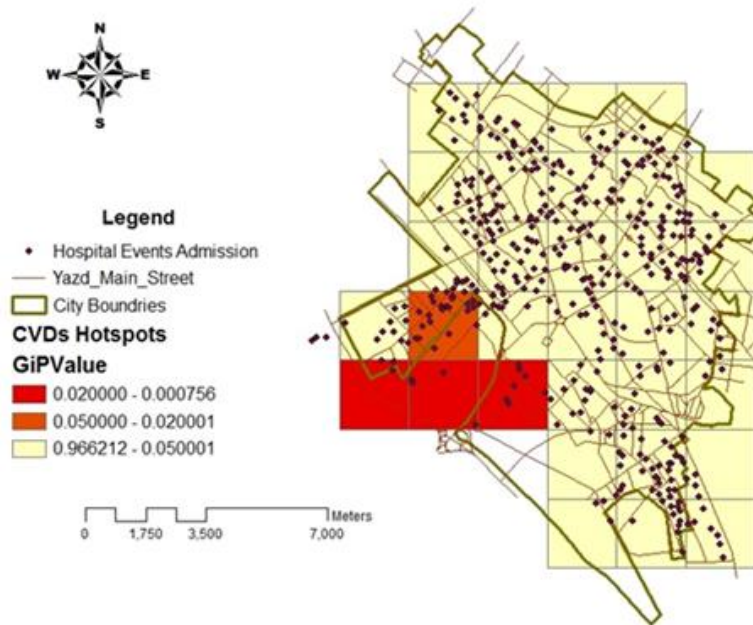 N
W E
S
Legend
Hospital Events Admission
Yazd_Main_Street
City Boundries
CVDs Hotspots
GiPValue
0.020000 - 0.000756
0.050000 - 0.020001
0.966212 - 0.050001
Meters
0 1,750 3,500 7,000